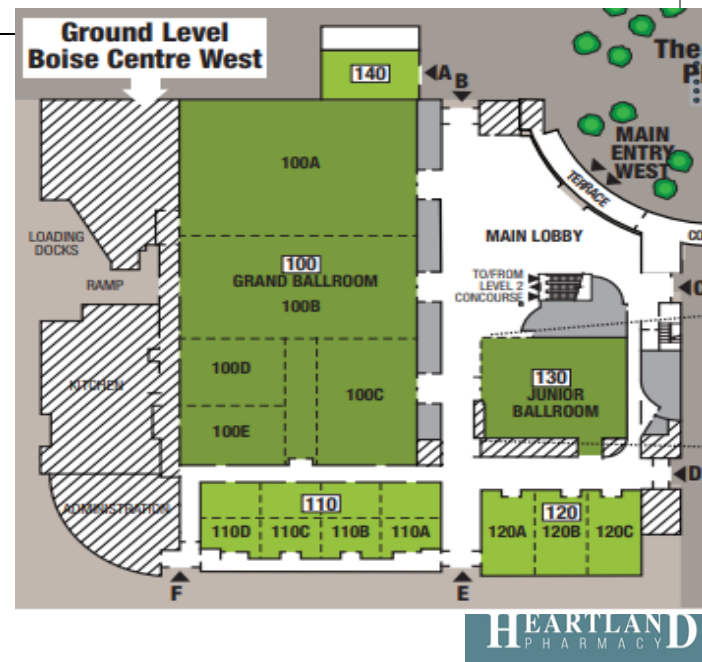 Ground Level
Boise Centre West
140
A
B
The
100A
MAIN
ENTRY
WEST
TERRACE
LOADING
DOCKS
RAMP
MAIN LOBBY
100
GRAND BALLROOM
100B
TO/FROM
LEVEL 2
CONCOURSE
C
KITCHEN
100D
100C
100E
130
JUNIOR
BALLROOM
D
ADMINISTRATION
110
110D
110C
110B
110A
120
120A
120B
120C
F
E
HEARTLAND
PHARMACY